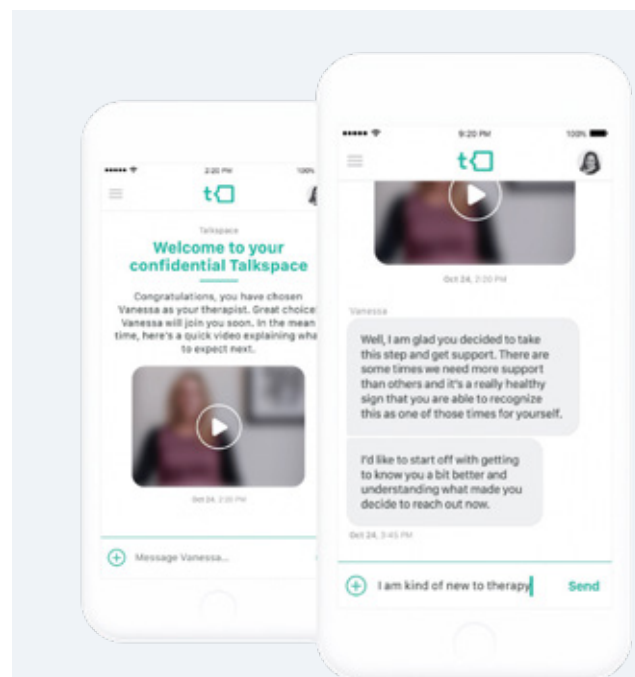 2:20 PM
100%
t
Talkspace
Welcome to your
confidential Talkspace
Congratulations, you have chosen
Vanessa as your therapist. Great choice
Vanessa will join you soon. In the mean
time, here's a quick video explaining wha
to expect next.
Oct 24, 2:20 PM
Message Vanessa...
9:20 PM
100%
t
Oct 24, 2:20 PM
Vanessa
Well, I am glad you decided to take
this step and get support. There are
some times we need more support
than others and it's a really healthy
sign that you are able to recognize
this as one of those times for yourself.
I'd like to start off with getting
to know you a bit better and
understanding what made you
decide to reach out now.
Oct 24, 3:45 PM
I am kind of new to therapy
Send